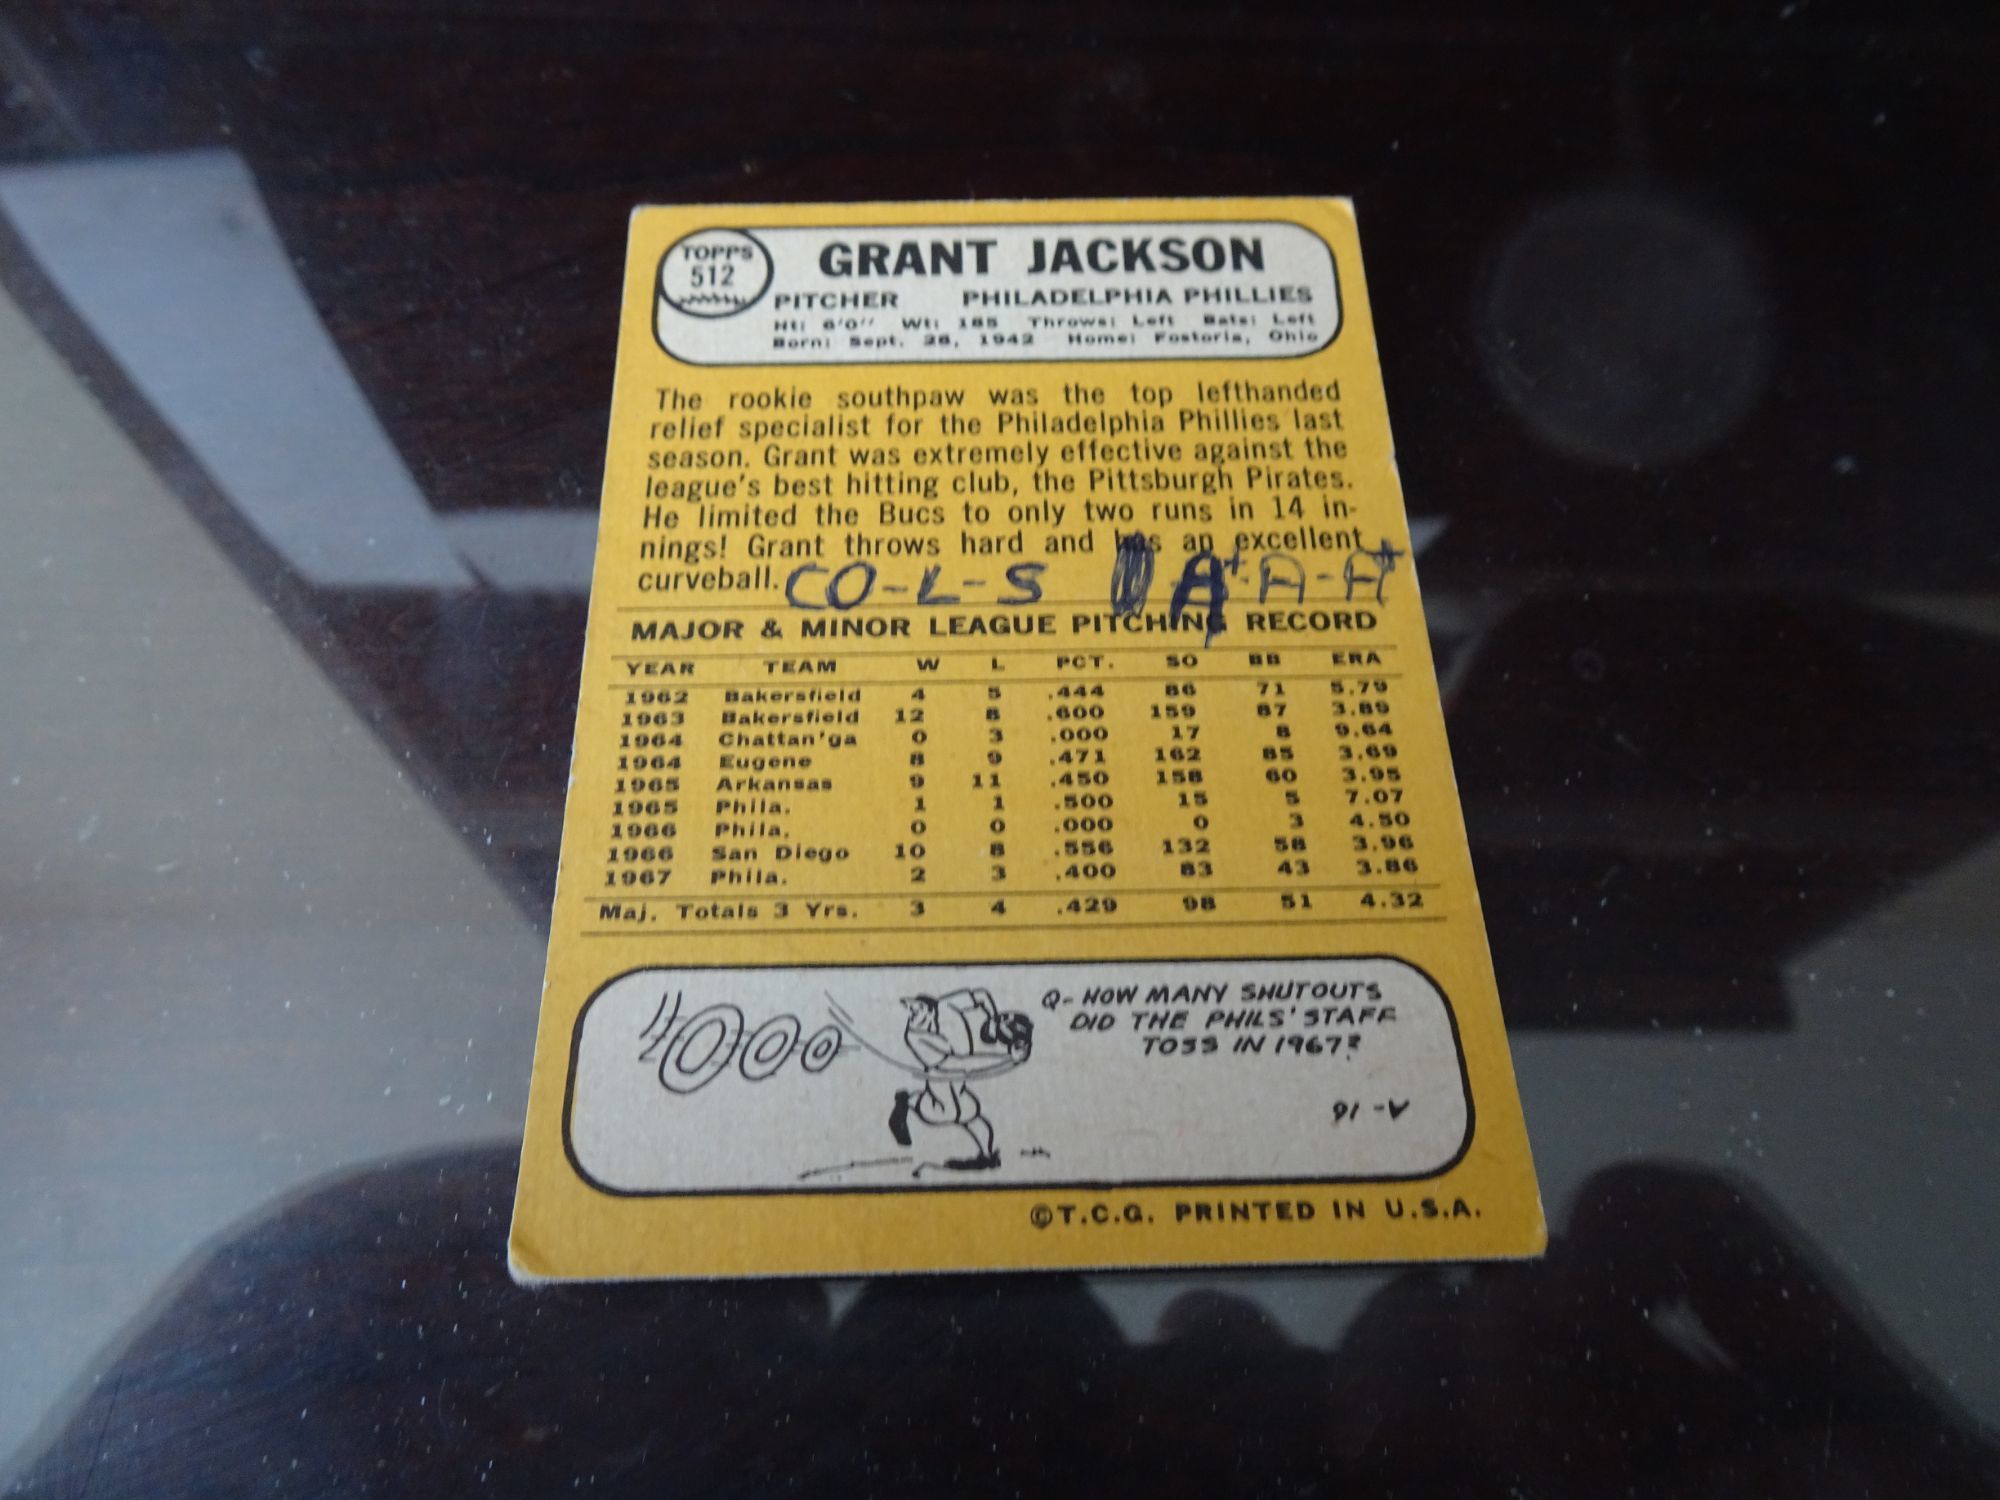 TOPPS
512
GRANT JACKSON
PITCHER PHILADELPHIA PHILLIES
Ht: 6'0'' Wt: 185 Throws: Left Bats: Left
Born: Sept. 28, 1942 Home: Fostoria, Ohio
The rookie southpaw was the top lefthanded
relief specialist for the Philadelphia Phillies last
season. Grant was extremely effective against the
league's best hitting club, the Pittsburgh Pirates.
He limited the Bucs to only two runs in 14 in-
nings! Grant throws hard and has an excellent
curveball. CO-L-S A+-A-A+
MAJOR & MINOR LEAGUE PITCHING RECORD
YEAR TEAM W L PCT. SO BB ERA
1962 Bakersfield 4 5 .444 86 71 5.79
1963 Bakersfield 12 8 .600 159 87 3.89
1964 Chattan'ga 0 3 .000 17 8 9.64
1964 Eugene 8 9 .471 162 85 3.69
1965 Arkansas 9 11 .450 158 60 3.95
1965 Phila. 1 1 .500 15 5 7.07
1966 Phila. 0 0 .000 0 3 4.50
1966 San Diego 10 8 .556 132 58 3.96
1967 Phila. 2 3 .400 83 43 3.86
Maj. Totals 3 Yrs. 3 4 .429 98 51 4.32
Q- HOW MANY SHUTOUTS
DID THE PHILS' STAFF
TOSS IN 1967?
A- 16
000
©T.C.G. PRINTED IN U.S.A.